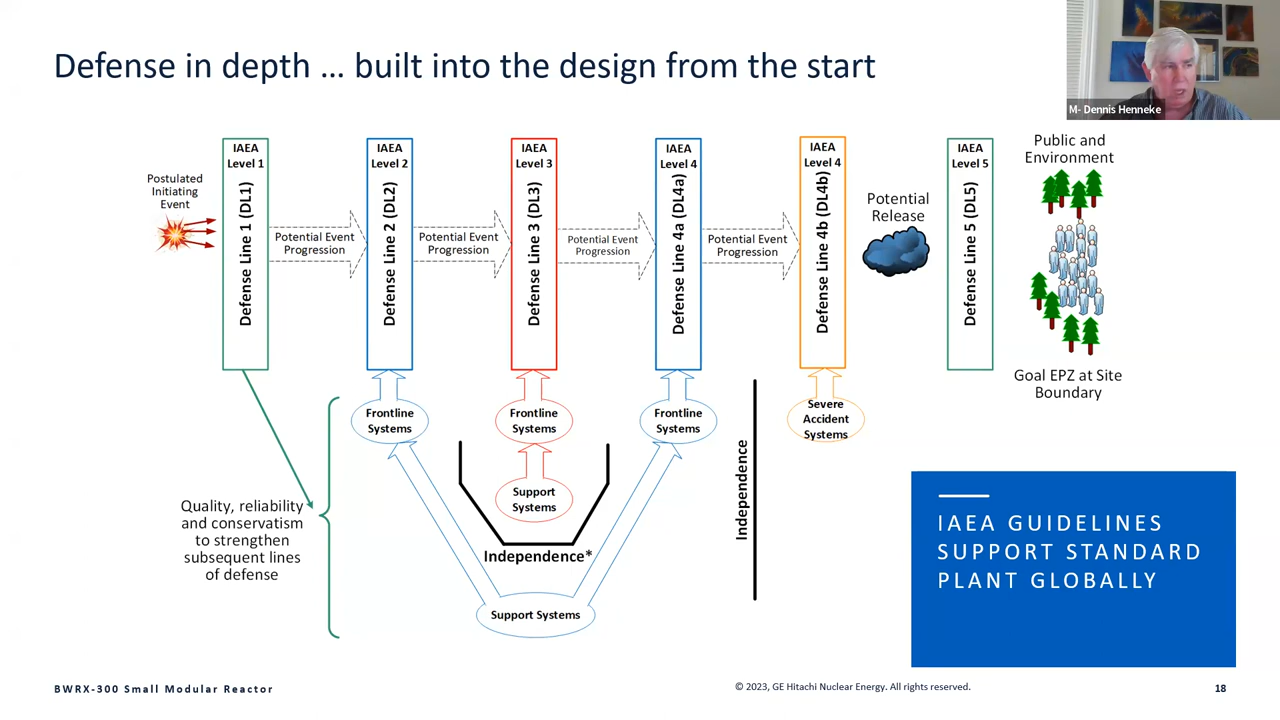 Defense in depth ... built into the design from the start
M- Dennis Henneke
Postulated
Initiating
Event
IAEA
Level 1
Defense Line 1 (DL1)
Potential Event
Progression
IAEA
Level 2
Defense Line 2 (DL2)
Potential Event
Progression
IAEA
Level 3
Defense Line 3 (DL3)
Potential Event
Progression
IAEA
Level 4
Defense Line 4a (DL4a)
Potential Event
Progression
IAEA
Level 4
Defense Line 4b (DL4b)
Potential
Release
IAEA
Level 5
Defense Line 5 (DL5)
Public and
Environment
Goal EPZ at Site
Boundary
Frontline
Systems
Frontline
Systems
Frontline
Systems
Severe
Accident
Systems
Support
Systems
Independence*
Independence
Support Systems
Quality, reliability
and conservatism
to strengthen
subsequent lines
of defense
IAEA GUIDELINES
SUPPORT STANDARD
PLANT GLOBALLY
BWRX-300 Small Modular Reactor
© 2023, GE Hitachi Nuclear Energy. All rights reserved.
18